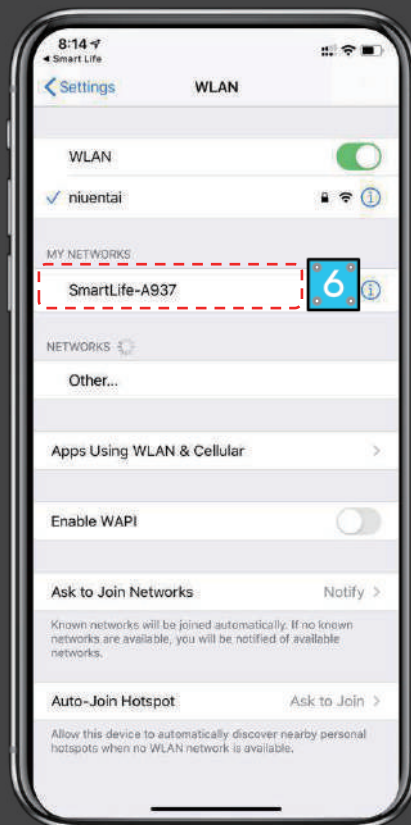 8:14
Smart Life
Settings
WLAN
WLAN
niuentai
MY NETWORKS
SmartLife-A937
6
NETWORKS
Other...
Apps Using WLAN & Cellular
Enable WAPI
Ask to Join Networks
Notify
Known networks will be joined automatically. If no known
networks are available, you will be notified of available
networks.
Auto-Join Hotspot
Ask to Join
Allow this device to automatically discover nearby personal
hotspots when no WLAN network is available.